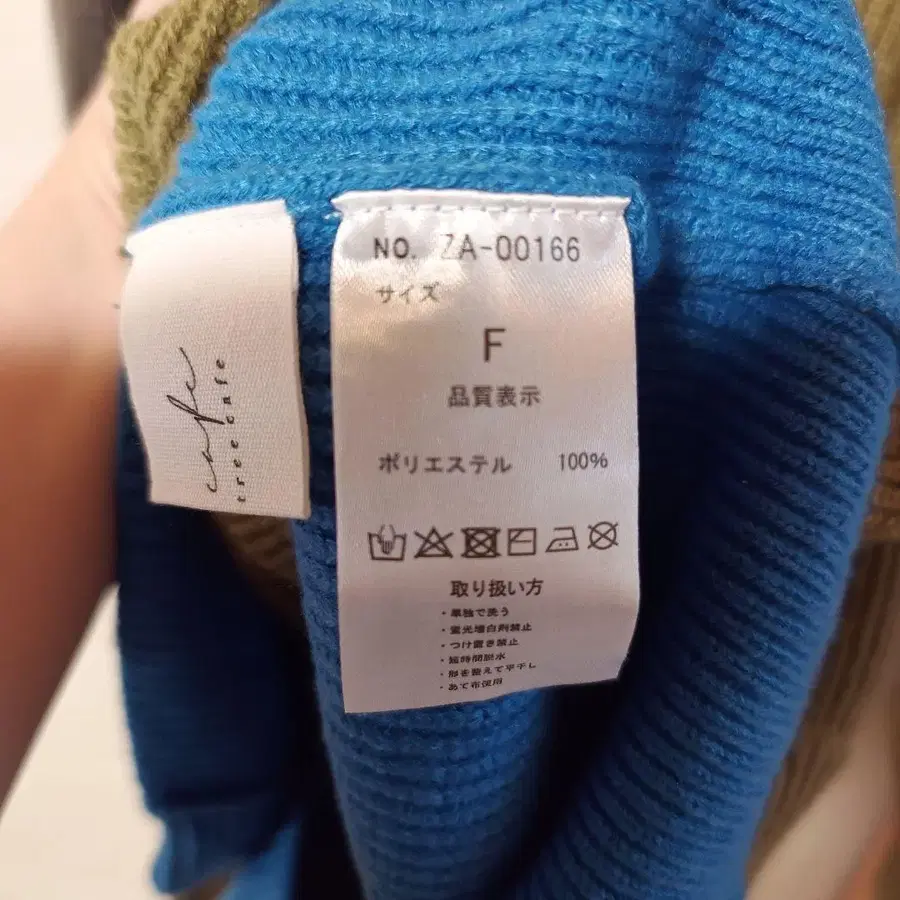 cafe
cree cafe
NO. ZA-00166
サイズ
F
品質表示
ポリエステル 100%
取り扱い方
・単独で洗う
・蛍光増白剤禁止
・つけ置き禁止
・短時間脱水
・形を整えて平干し
・あて布使用